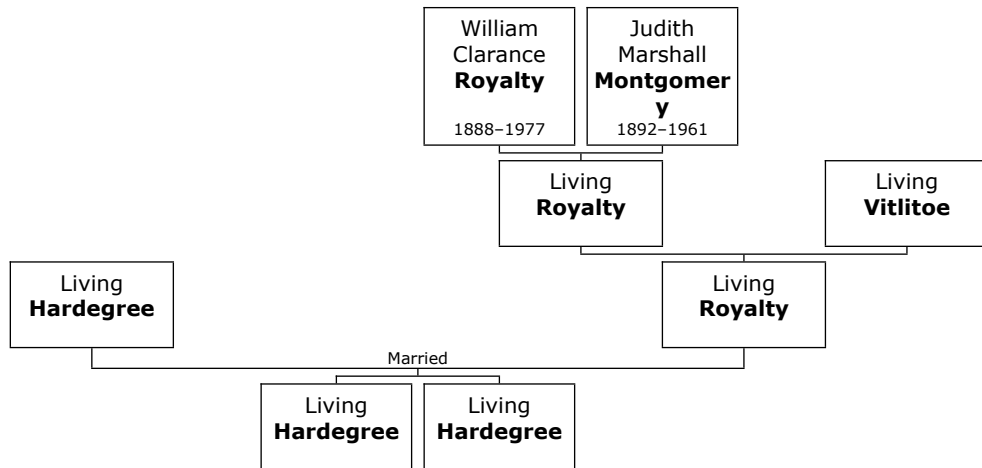 William
Clarance
Royalty
1888–1977
Judith
Marshall
Montgomer
y
1892–1961
Living
Royalty
Living
Vitlitoe
Living
Hardegree
Living
Royalty
Married
Living
Hardegree
Living
Hardegree